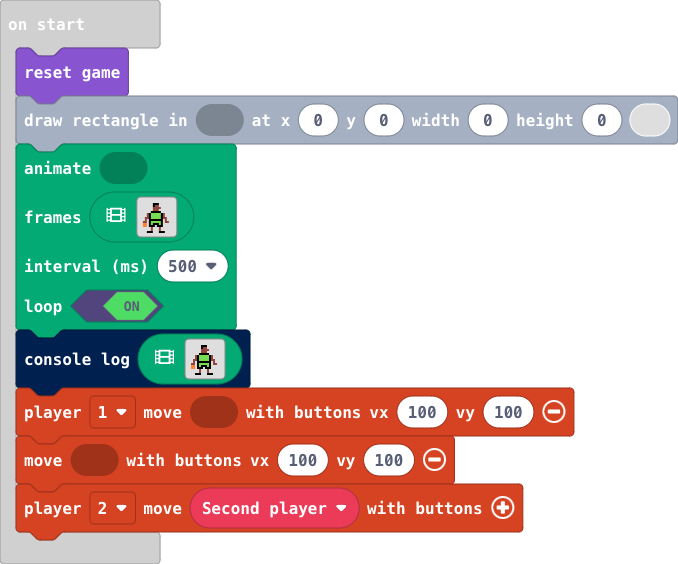 on start
reset game
draw rectangle in at x 0 y 0 width 0 height 0
animate
frames
interval (ms) 500
loop ON
console log
player 1 move with buttons vx 100 vy 100
move with buttons vx 100 vy 100
player 2 move Second player with buttons